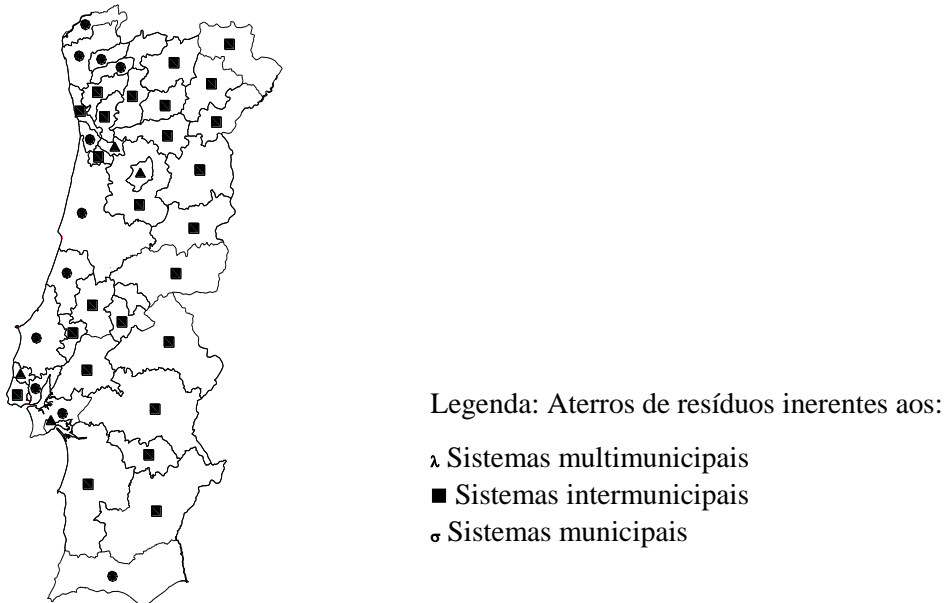 Legenda: Aterros de resíduos inerentes aos:
λ Sistemas multimunicipais
■ Sistemas intermunicipais
σ Sistemas municipais